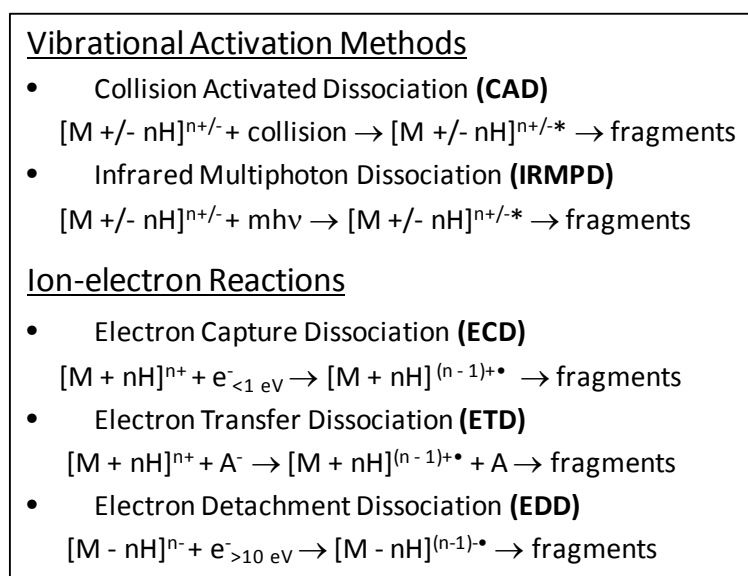 Vibrational Activation Methods
• Collision Activated Dissociation (CAD)
[M +/- nH]ⁿ⁺/⁻ + collision → [M +/- nH]ⁿ⁺/⁻* → fragments
• Infrared Multiphoton Dissociation (IRMPD)
[M +/- nH]ⁿ⁺/⁻ + mhν → [M +/- nH]ⁿ⁺/⁻* → fragments
Ion-electron Reactions
• Electron Capture Dissociation (ECD)
[M + nH]ⁿ⁺ + e⁻<1 eV → [M + nH]⁽ⁿ ⁻ ¹⁾⁺• → fragments
• Electron Transfer Dissociation (ETD)
[M + nH]ⁿ⁺ + A⁻ → [M + nH]⁽ⁿ ⁻ ¹⁾⁺• + A → fragments
• Electron Detachment Dissociation (EDD)
[M - nH]ⁿ⁻ + e⁻>10 eV → [M - nH]⁽ⁿ⁻¹⁾⁻• → fragments